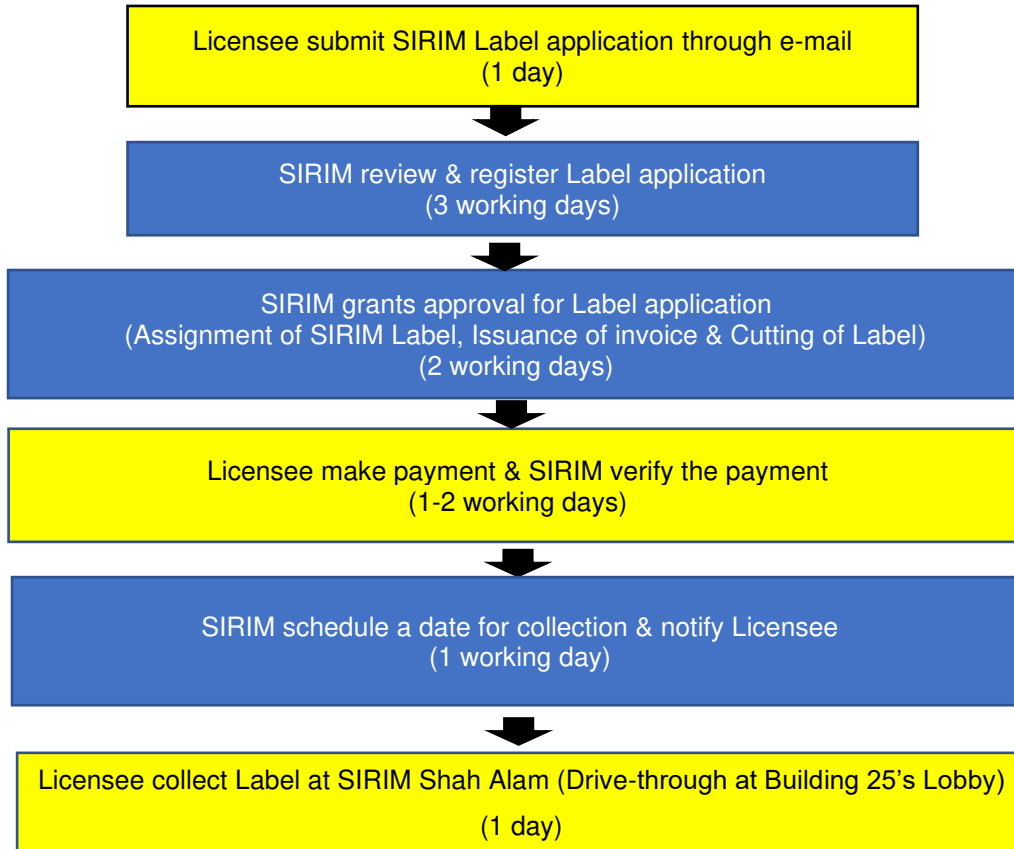 Licensee submit SIRIM Label application through e-mail
(1 day)
SIRIM review & register Label application
(3 working days)
SIRIM grants approval for Label application
(Assignment of SIRIM Label, Issuance of invoice & Cutting of Label)
(2 working days)
Licensee make payment & SIRIM verify the payment
(1-2 working days)
SIRIM schedule a date for collection & notify Licensee
(1 working day)
Licensee collect Label at SIRIM Shah Alam (Drive-through at Building 25’s Lobby)
(1 day)